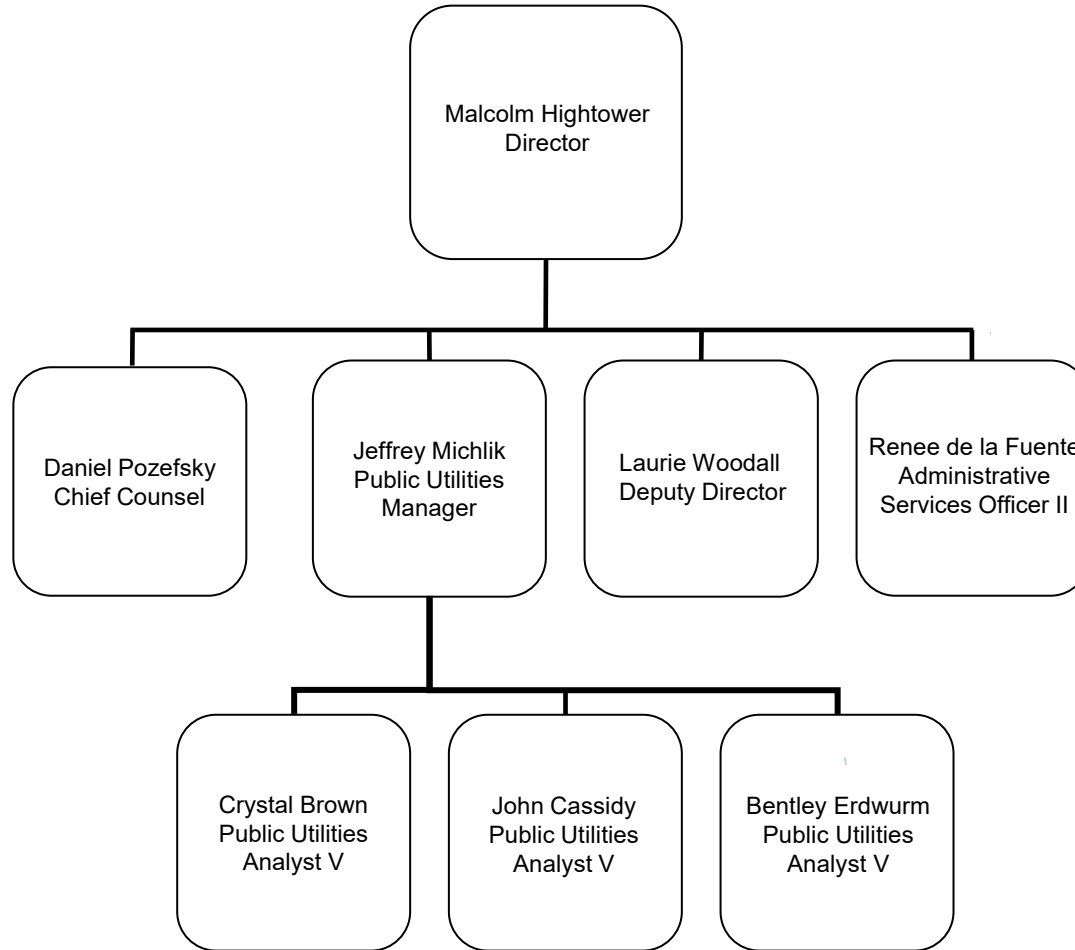 Malcolm Hightower
Director
Daniel Pozefsky
Chief Counsel
Jeffrey Michlik
Public Utilities
Manager
Laurie Woodall
Deputy Director
Renee de la Fuente
Administrative
Services Officer II
Crystal Brown
Public Utilities
Analyst V
John Cassidy
Public Utilities
Analyst V
Bentley Erdwurm
Public Utilities
Analyst V